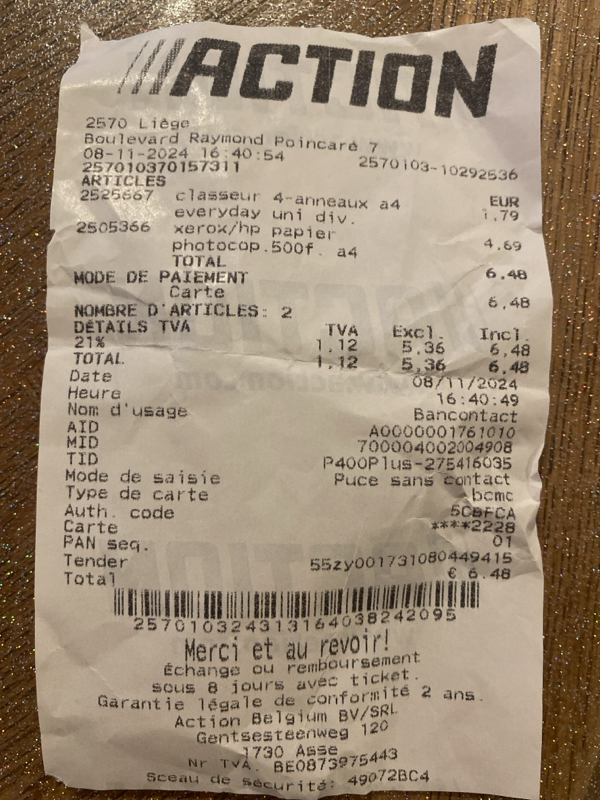 ACTION
2570 Liège
Boulevard Raymond Poincaré 7
08-11-2024 16:40:54 2570103-10292536
257010370157311
ARTICLES EUR
2525667 classeur 4-anneaux a4
everyday uni div. 1.79
2505366 xerox/hp papier
photocop.500f. a4 4.69
TOTAL 6.48
MODE DE PAIEMENT
Carte 6,48
NOMBRE D'ARTICLES: 2
DÉTAILS TVA TVA Excl. Incl.
21% 1.12 5,36 6,48
TOTAL 1,12 5,36 6,48
Date 08/11/2024
Heure 16:40:49
Nom d'usage Bancontact
AID A0000001761010
MID 700004002004908
TID P400Plus-275416035
Mode de saisie Puce sans contact
Type de carte bcmc
Auth. code 5CBFCA
Carte ****2228
PAN seq. 01
Tender 55zy001731080449415
Total € 6.48
257010324313164038242095
Merci et au revoir!
Échange ou remboursement
sous 8 jours avec ticket.
Garantie légale de conformité 2 ans.
Action Belgium BV/SRL
Gentsesteenweg 120
1730 Asse
Nr TVA. BE0873975443
Sceau de sécurité: 49072BC4